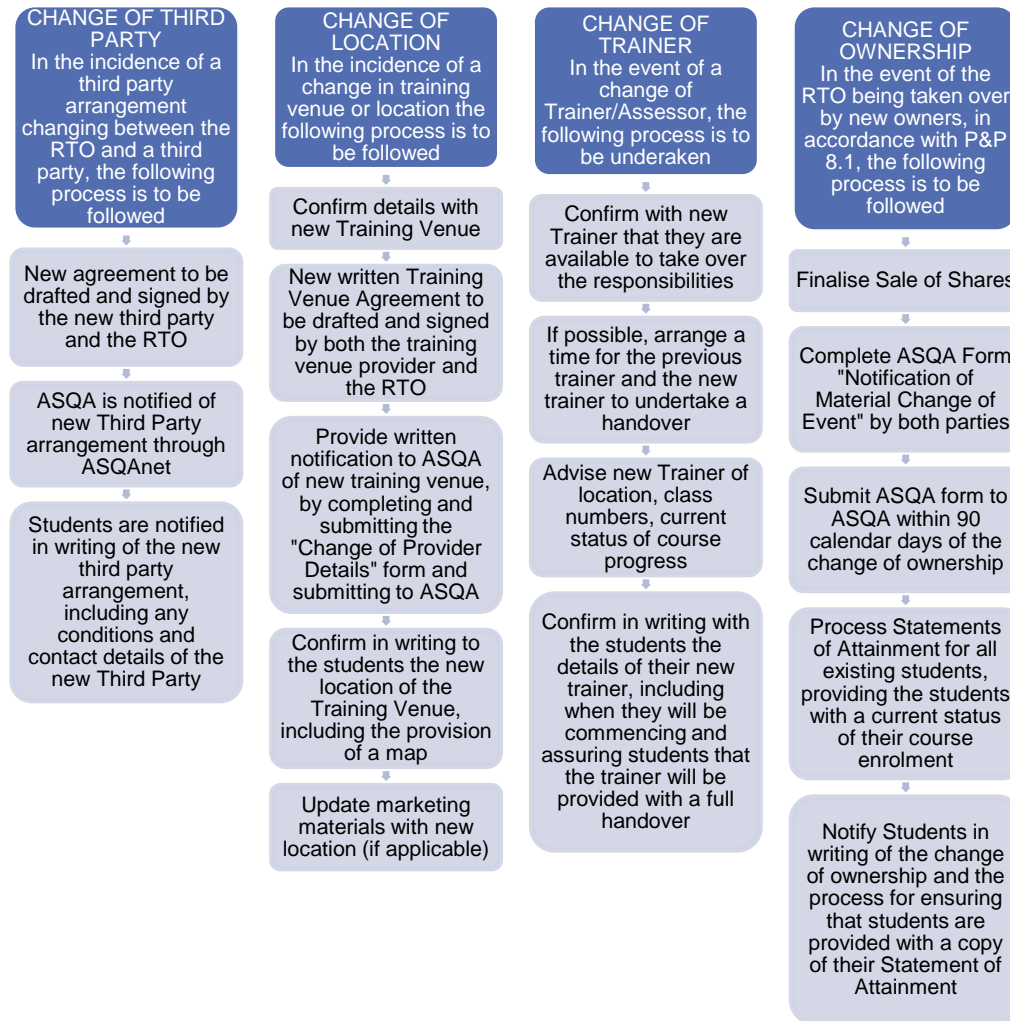 CHANGE OF THIRD
PARTY
In the incidence of a
third party
arrangement
changing between the
RTO and a third
party, the following
process is to be
followed
New agreement to be
drafted and signed by
the new third party
and the RTO
ASQA is notified of
new Third Party
arrangement through
ASQAnet
Students are notified
in writing of the new
third party
arrangement,
including any
conditions and
contact details of the
new Third Party
CHANGE OF
LOCATION
In the incidence of a
change in training
venue or location the
following process is to
be followed
Confirm details with
new Training Venue
New written Training
Venue Agreement to
be drafted and signed
by both the training
venue provider and
the RTO
Provide written
notification to ASQA
of new training venue,
by completing and
submitting the
"Change of Provider
Details" form and
submitting to ASQA
Confirm in writing to
the students the new
location of the
Training Venue,
including the provision
of a map
Update marketing
materials with new
location (if applicable)
CHANGE OF
TRAINER
In the event of a
change of
Trainer/Assessor, the
following process is to
be underaken
Confirm with new
Trainer that they are
available to take over
the responsibilities
If possible, arrange a
time for the previous
trainer and the new
trainer to undertake a
handover
Advise new Trainer of
location, class
numbers, current
status of course
progress
Confirm in writing with
the students the
details of their new
trainer, including
when they will be
commencing and
assuring students that
the trainer will be
provided with a full
handover
CHANGE OF
OWNERSHIP
In the event of the
RTO being taken over
by new owners, in
accordance with P&P
8.1, the following
process is to be
followed
Finalise Sale of Shares
Complete ASQA Form
"Notification of
Material Change of
Event" by both parties
Submit ASQA form to
ASQA within 90
calendar days of the
change of ownership
Process Statements
of Attainment for all
existing students,
providing the students
with a current status
of their course
enrolment
Notify Students in
writing of the change
of ownership and the
process for ensuring
that students are
provided with a copy
of their Statement of
Attainment